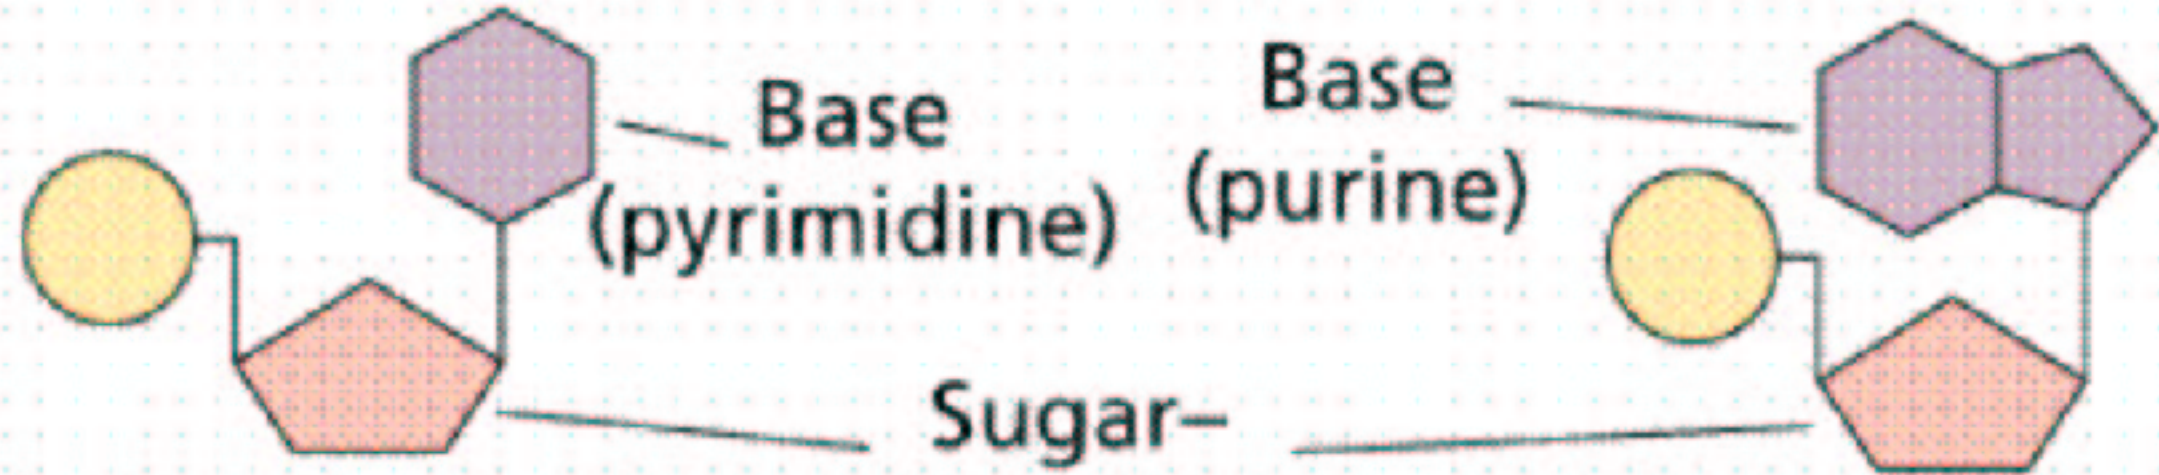 Base
(pyrimidine)
Base
(purine)
Sugar–